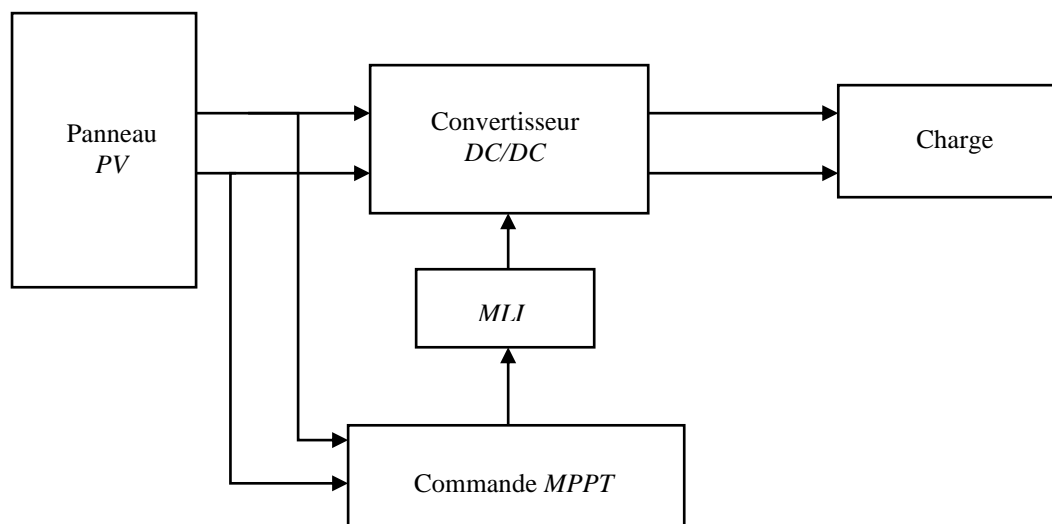 Panneau
PV
Convertisseur
DC/DC
Charge
MLI
Commande MPPT